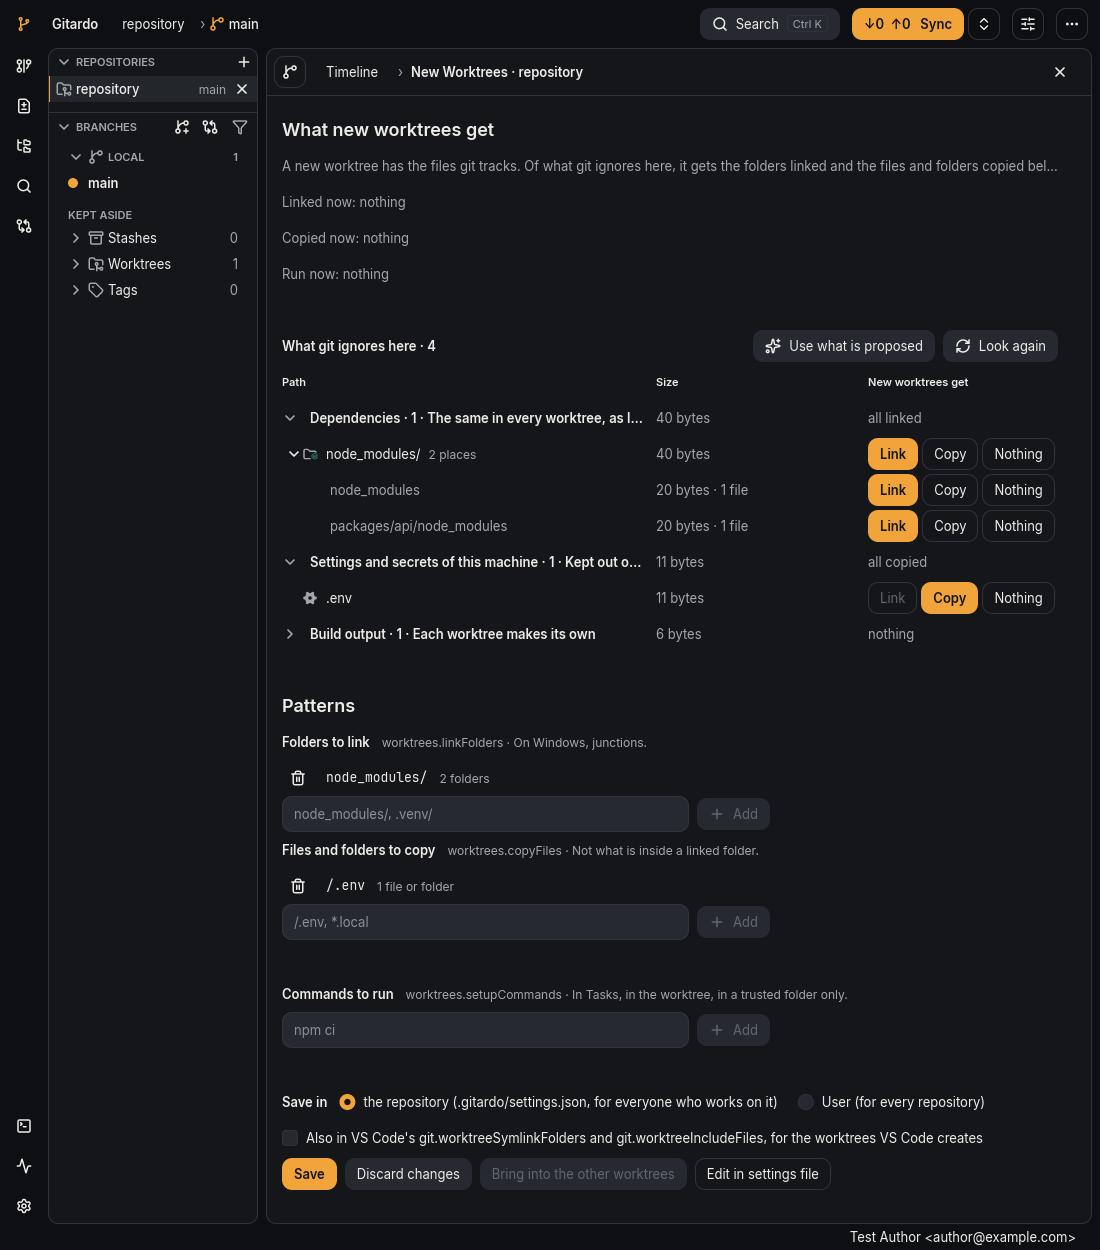 Gitardo
repository › main
Search Ctrl K
↓0 ↑0 Sync
REPOSITORIES
repository main
BRANCHES
LOCAL 1
main
KEPT ASIDE
Stashes 0
Worktrees 1
Tags 0
Timeline › New Worktrees · repository
What new worktrees get
A new worktree has the files git tracks. Of what git ignores here, it gets the folders linked and the files and folders copied bel...
Linked now: nothing
Copied now: nothing
Run now: nothing
What git ignores here · 4
Use what is proposed
Look again
Path Size New worktrees get
Dependencies · 1 · The same in every worktree, as l... 40 bytes all linked
node_modules/ 2 places 40 bytes Link Copy Nothing
node_modules 20 bytes · 1 file Link Copy Nothing
packages/api/node_modules 20 bytes · 1 file Link Copy Nothing
Settings and secrets of this machine · 1 · Kept out o... 11 bytes all copied
.env 11 bytes Link Copy Nothing
Build output · 1 · Each worktree makes its own 6 bytes nothing
Patterns
Folders to link worktrees.linkFolders · On Windows, junctions.
node_modules/ 2 folders
node_modules/, .venv/ + Add
Files and folders to copy worktrees.copyFiles · Not what is inside a linked folder.
/.env 1 file or folder
/.env, *.local + Add
Commands to run worktrees.setupCommands · In Tasks, in the worktree, in a trusted folder only.
npm ci + Add
Save in the repository (.gitardo/settings.json, for everyone who works on it) User (for every repository)
Also in VS Code's git.worktreeSymlinkFolders and git.worktreeIncludeFiles, for the worktrees VS Code creates
Save Discard changes Bring into the other worktrees Edit in settings file
Test Author <author@example.com>